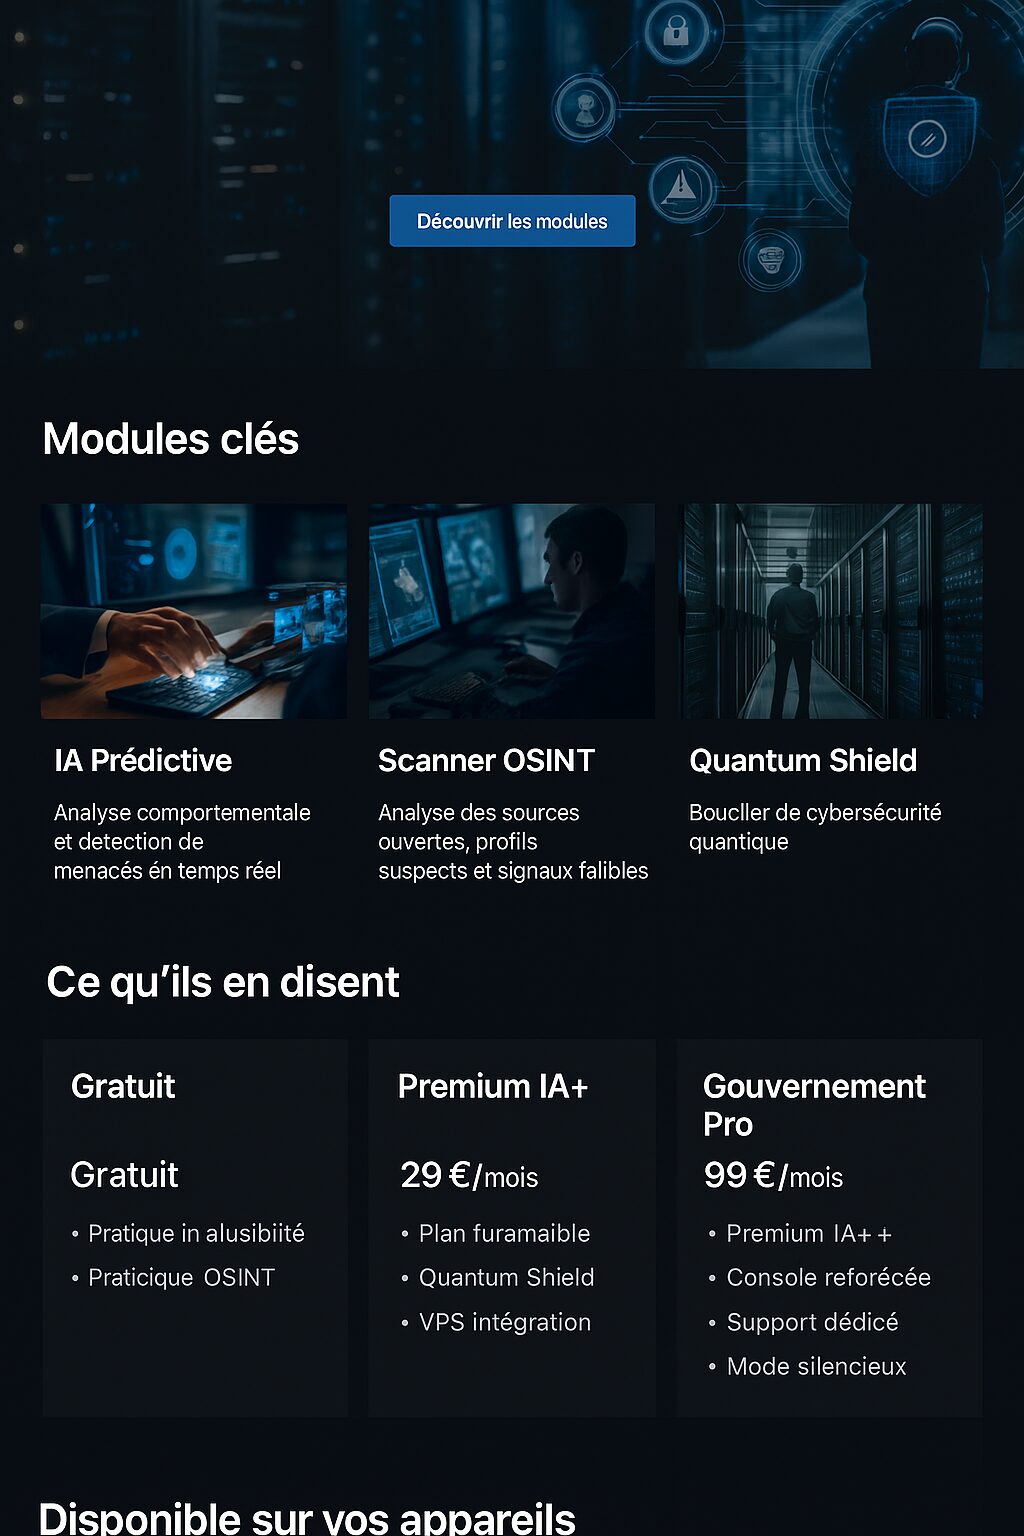 Découvrir les modules
Modules clés
IA Prédictive
Analyse comportementale
et detection de
menacés én temps réel
Scanner OSINT
Analyse des sources
ouvertes, profils
suspects et signaux falibles
Quantum Shield
Boucller de cybersécurité
quantique
Ce qu’ils en disent
Gratuit
Gratuit
• Pratique in alusibiité
• Praticique OSINT
Premium IA+
29 €/mois
• Plan furamaible
• Quantum Shield
• VPS intégration
Gouvernement
Pro
99 €/mois
• Premium IA++
• Console reforécée
• Support dédicé
• Mode silencieux
Disponible sur vos appareils